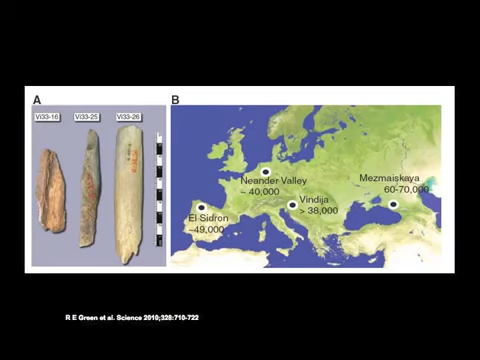 A
B
Vi33-16
Vi33-25
Vi33-26
Neander Valley
~ 40,000
Mezmaiskaya
60-70,000
Vindija
> 38,000
El Sidron
~49,000
R E Green et al. Science 2010;328:710-722